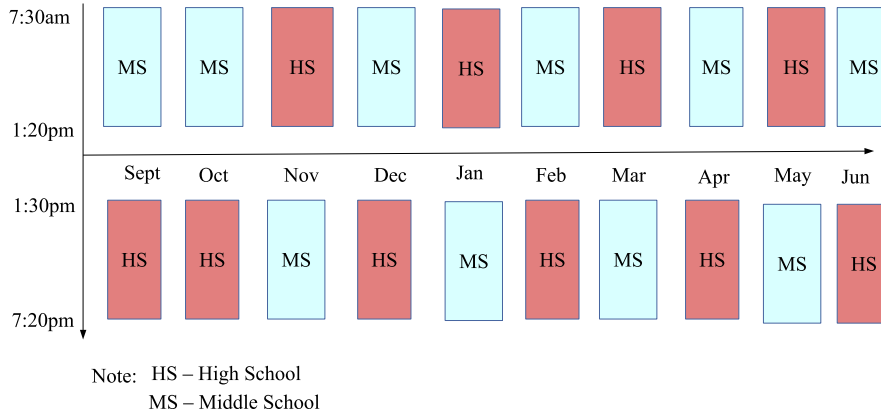 7:30am
MS MS HS MS HS MS HS MS HS MS
1:20pm
Sept Oct Nov Dec Jan Feb Mar Apr May Jun
1:30pm
HS HS MS HS MS HS MS HS MS HS
7:20pm
Note: HS – High School
MS – Middle School